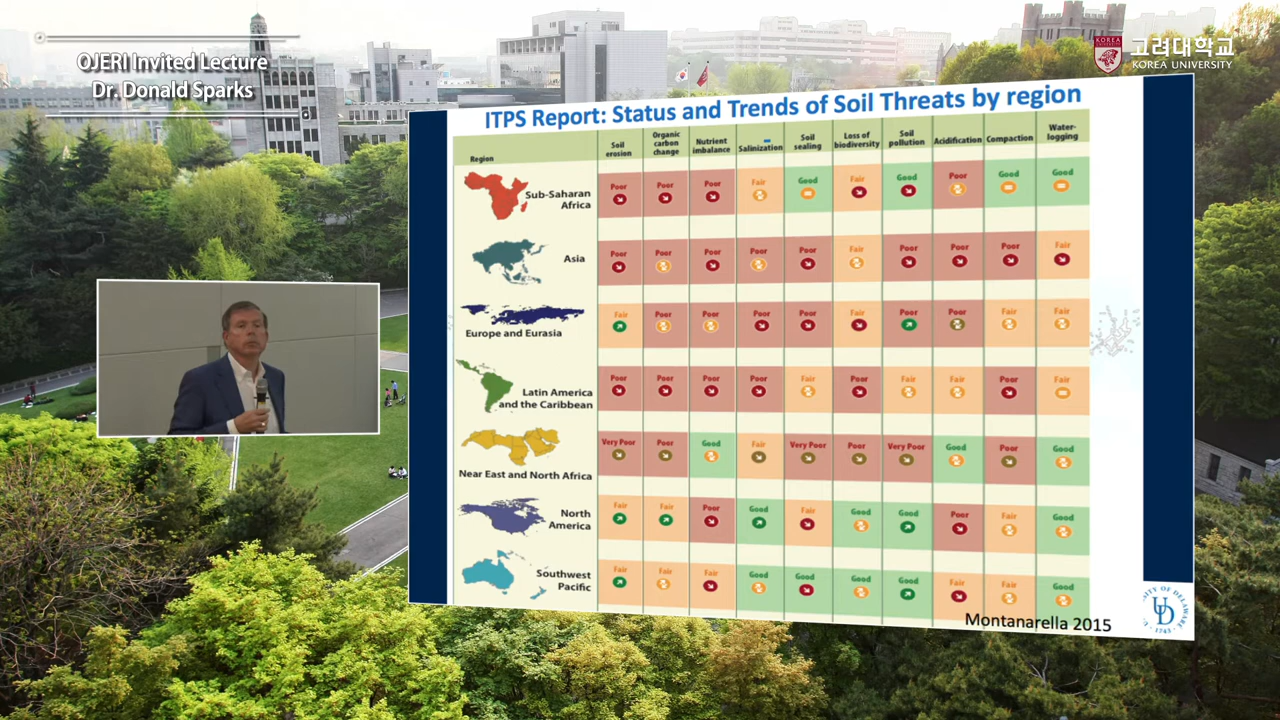 OJERI Invited Lecture
Dr. Donald Sparks
KOREA
UNIVERSITY
고려대학교
KOREA UNIVERSITY
ITPS Report: Status and Trends of Soil Threats by region
Region
Soil erosion
Organic carbon change
Nutrient imbalance
Salinization
Soil sealing
Loss of biodiversity
Soil pollution
Acidification
Compaction
Water-logging
Sub-Saharan Africa
Poor Poor Poor Fair Good Fair Good Poor Good Good
Asia
Poor Poor Poor Poor Poor Fair Poor Poor Poor Fair
Europe and Eurasia
Fair Poor Poor Poor Poor Fair Poor Poor Fair Fair
Latin America and the Caribbean
Poor Poor Poor Poor Fair Poor Fair Fair Poor Fair
Near East and North Africa
Very Poor Poor Good Fair Very Poor Poor Very Poor Good Poor Good
North America
Fair Fair Poor Good Fair Good Good Poor Fair Good
Southwest Pacific
Fair Fair Fair Good Good Good Good Fair Fair Good
Montanarella 2015
UD
1743